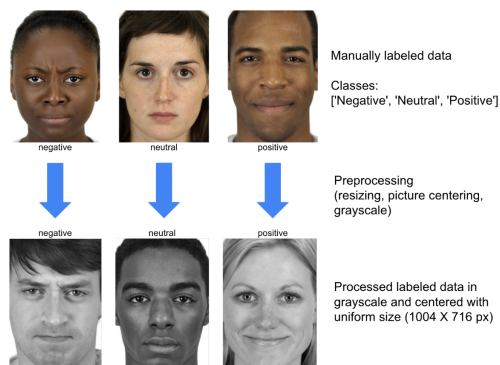 Manually labeled data
Classes:
['Negative', 'Neutral', 'Positive']
negative neutral positive
Preprocessing
(resizing, picture centering,
grayscale)
negative neutral positive
Processed labeled data in
grayscale and centered with
uniform size (1004 X 716 px)